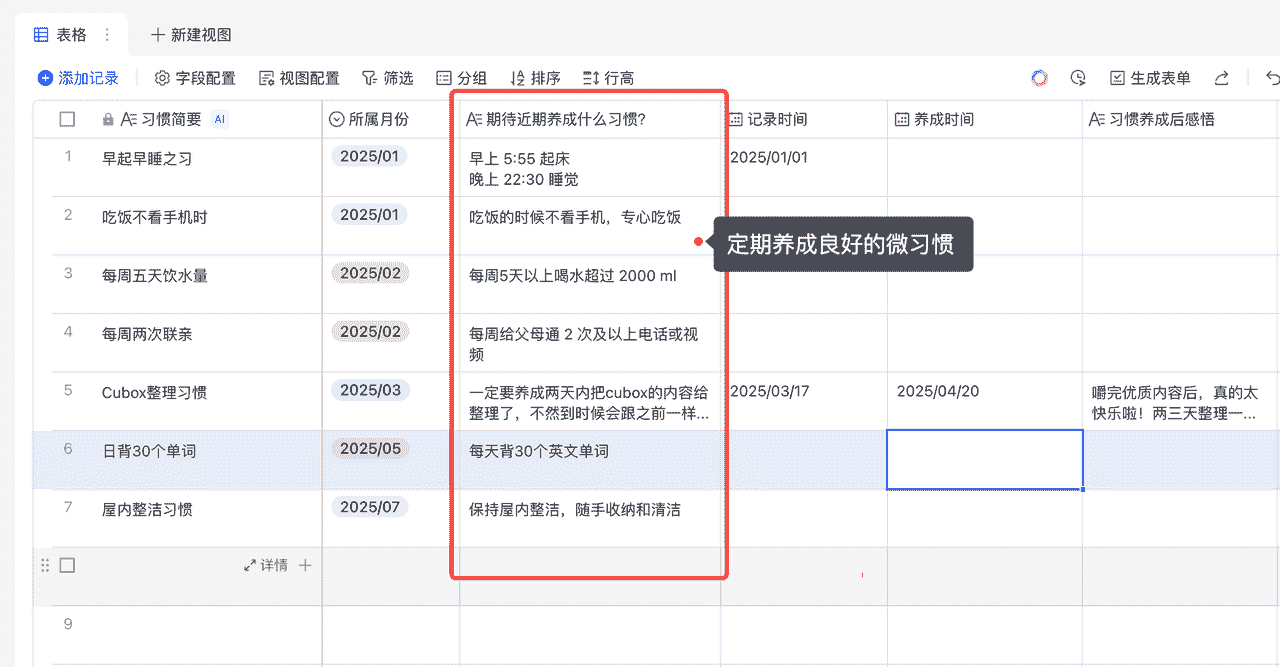 表格
新建视图
添加记录 字段配置 视图配置 筛选 分组 排序 行高 生成表单
习惯简要 AI 所属月份 期待近期养成什么习惯? 记录时间 养成时间 习惯养成后感悟
1 早起早睡之习 2025/01 早上 5:55 起床 2025/01/01
晚上 22:30 睡觉
2 吃饭不看手机时 2025/01 吃饭的时候不看手机，专心吃饭
定期养成良好的微习惯
3 每周五天饮水量 2025/02 每周5天以上喝水超过 2000 ml
4 每周两次联亲 2025/02 每周给父母通 2 次及以上电话或视
频
5 Cubox整理习惯 2025/03 一定要养成两天内把cubox的内容给 2025/03/17 2025/04/20 嚼完优质内容后，真的太
整理了，不然到时候会跟之前一样... 快乐啦！两三天整理一...
6 日背30个单词 2025/05 每天背30个英文单词
7 屋内整洁习惯 2025/07 保持屋内整洁，随手收纳和清洁
详情
9